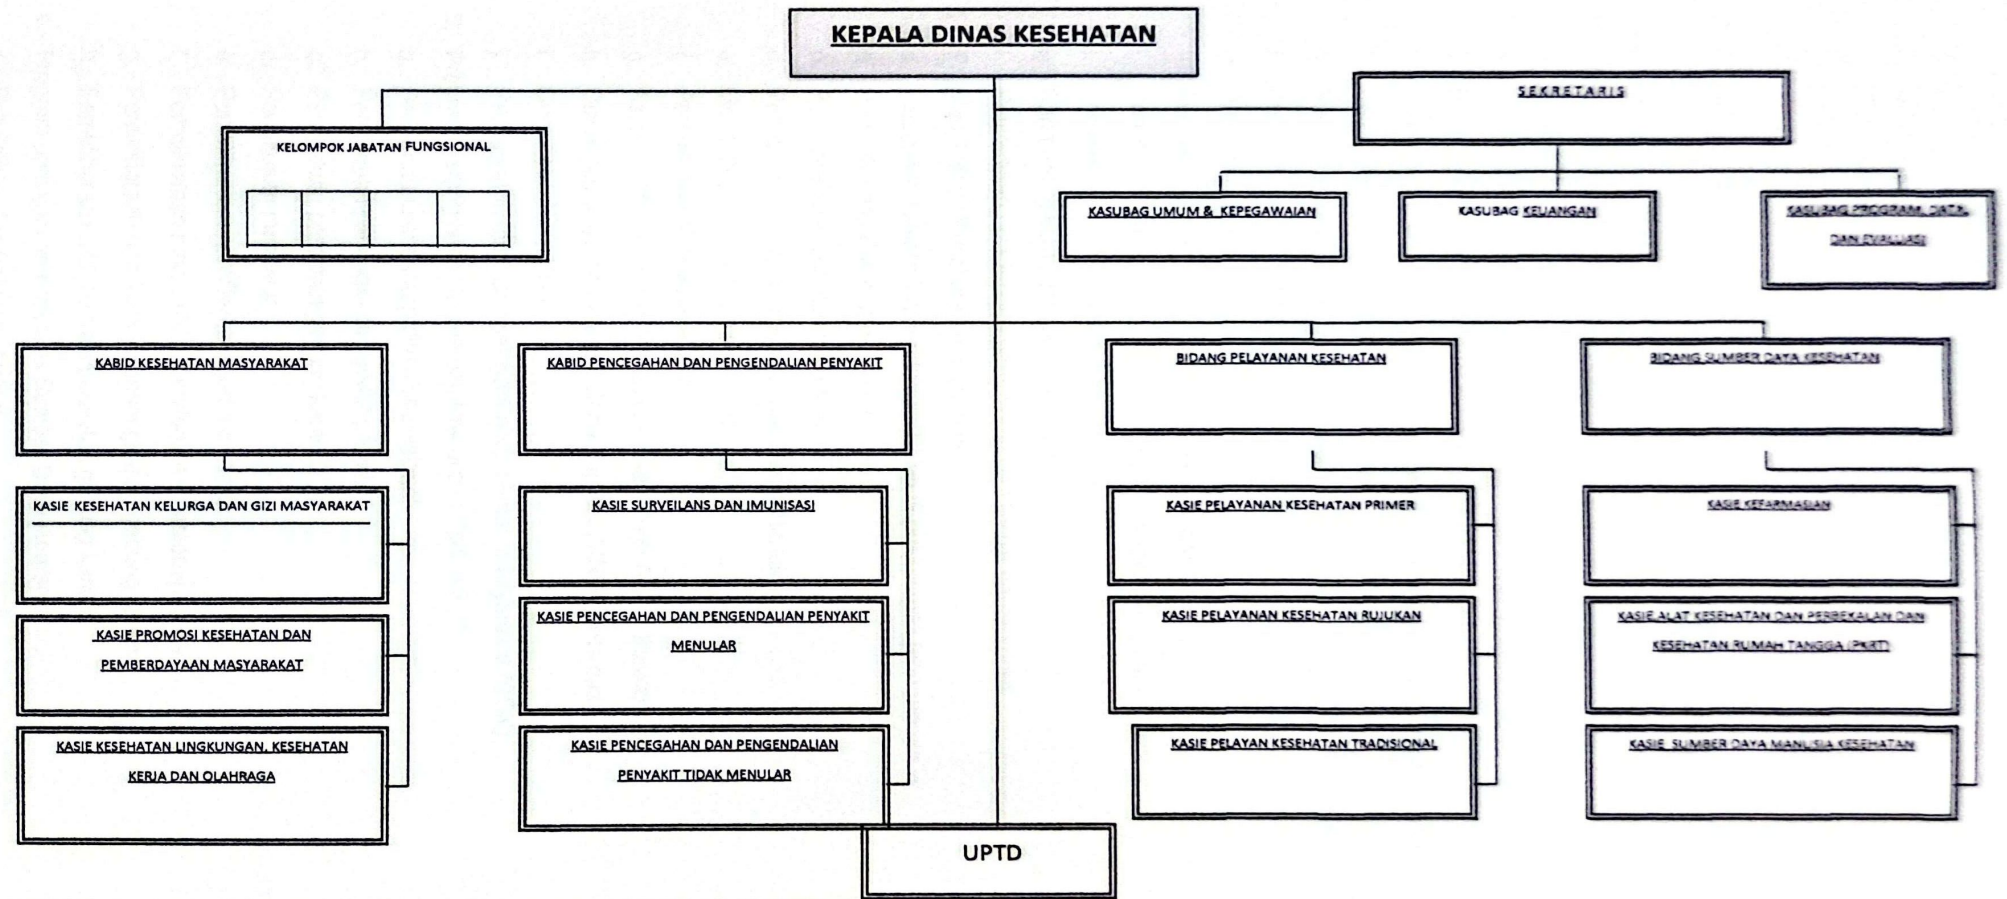 KEPALA DINAS KESEHATAN
SEKRETARIS
KELOMPOK JABATAN FUNGSIONAL
KASUBAG UMUM & KEPEGAWAIAN
KASUBAG KEUANGAN
KASUBAG PROGRAM, DATA,
DAN EVALUASI
KABID KESEHATAN MASYARAKAT
KABID PENCEGAHAN DAN PENGENDALIAN PENYAKIT
BIDANG PELAYANAN KESEHATAN
BIDANG SUMBER DAYA KESEHATAN
KASIE KESEHATAN KELURGA DAN GIZI MASYARAKAT
KASIE SURVEILANS DAN IMUNISASI
KASIE PELAYANAN KESEHATAN PRIMER
KASIE KEFARMASIAN
KASIE PROMOSI KESEHATAN DAN
PEMBERDAYAAN MASYARAKAT
KASIE PENCEGAHAN DAN PENGENDALIAN PENYAKIT
MENULAR
KASIE PELAYANAN KESEHATAN RUJUKAN
KASIE ALAT KESEHATAN DAN PERBEKALAN DAN
KESEHATAN RUMAH TANGGA (PKRT)
KASIE KESEHATAN LINGKUNGAN, KESEHATAN
KERJA DAN OLAHRAGA
KASIE PENCEGAHAN DAN PENGENDALIAN
PENYAKIT TIDAK MENULAR
KASIE PELAYAN KESEHATAN TRADISIONAL
KASIE SUMBER DAYA MANUSIA KESEHATAN
UPTD